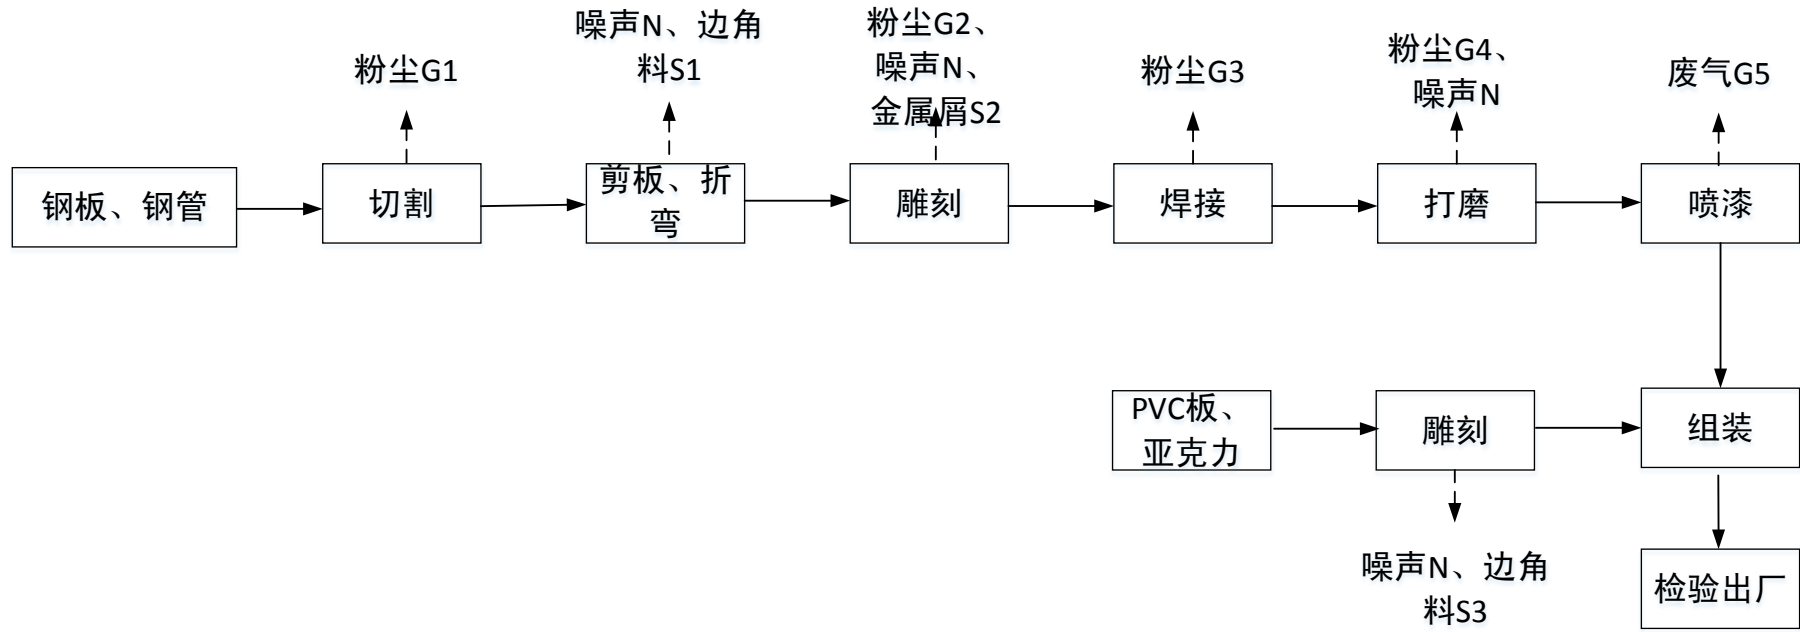 粉尘G1
噪声N、边角
料S1
粉尘G2、
噪声N、
金属屑S2
粉尘G3
粉尘G4、
噪声N
废气G5
钢板、钢管
切割
剪板、折
弯
雕刻
焊接
打磨
喷漆
PVC板、
亚克力
雕刻
组装
噪声N、边角
料S3
检验出厂